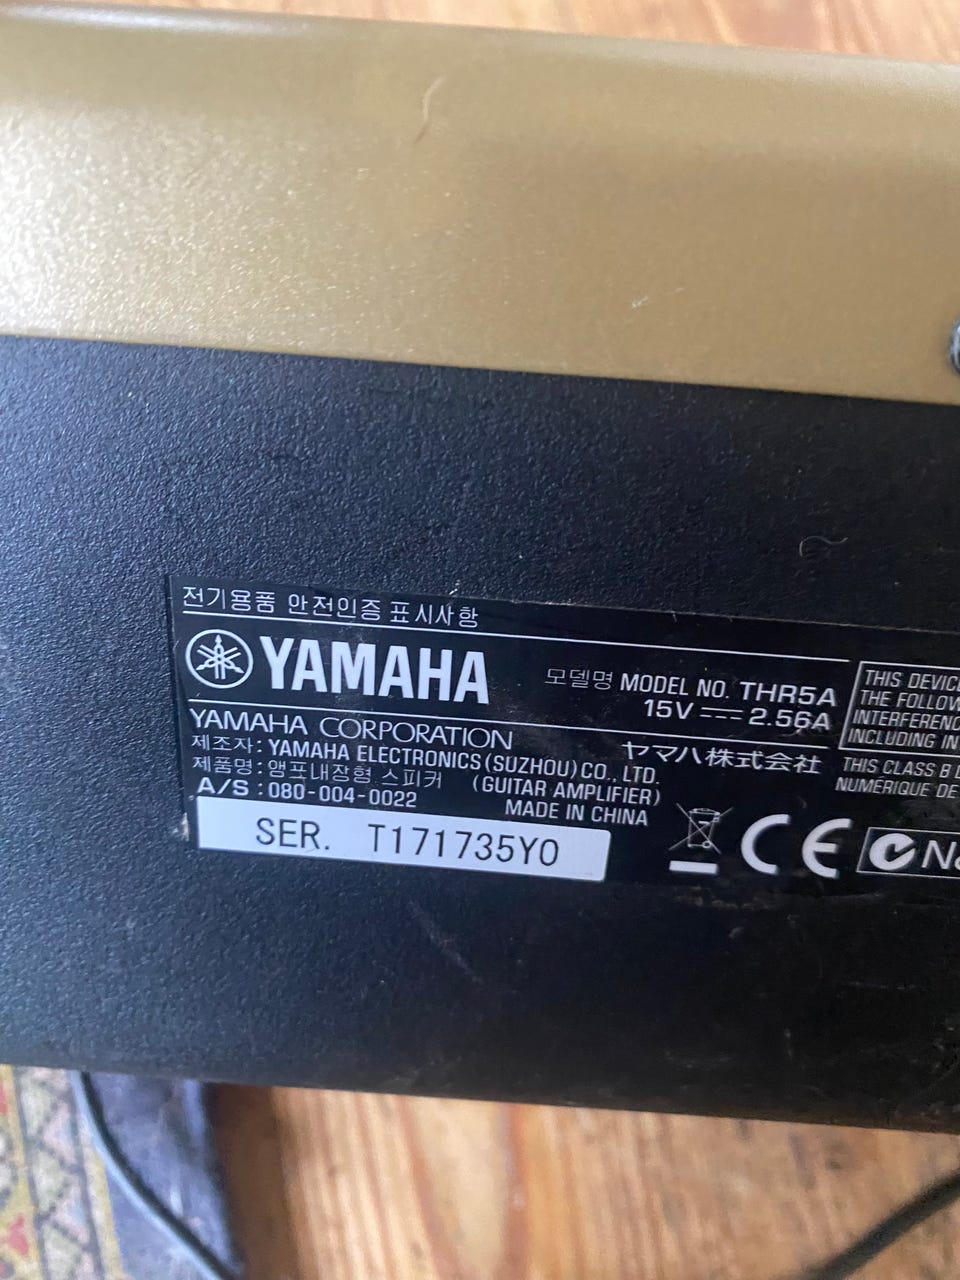 전기용품 안전인증 표시사항
YAMAHA 모델명 MODEL NO. THR5A
15V 2.56A
YAMAHA CORPORATION ヤマハ株式会社
제조자: YAMAHA ELECTRONICS(SUZHOU)CO., LTD.
제품명: 앰프내장형 스피커 (GUITAR AMPLIFIER)
A/S : 080-004-0022 MADE IN CHINA
SER. T171735Y0
CE
THIS DEVICE
THE FOLLOW
INTERFERENC
INCLUDING IN
THIS CLASS B
NUMÉRIQUE DE